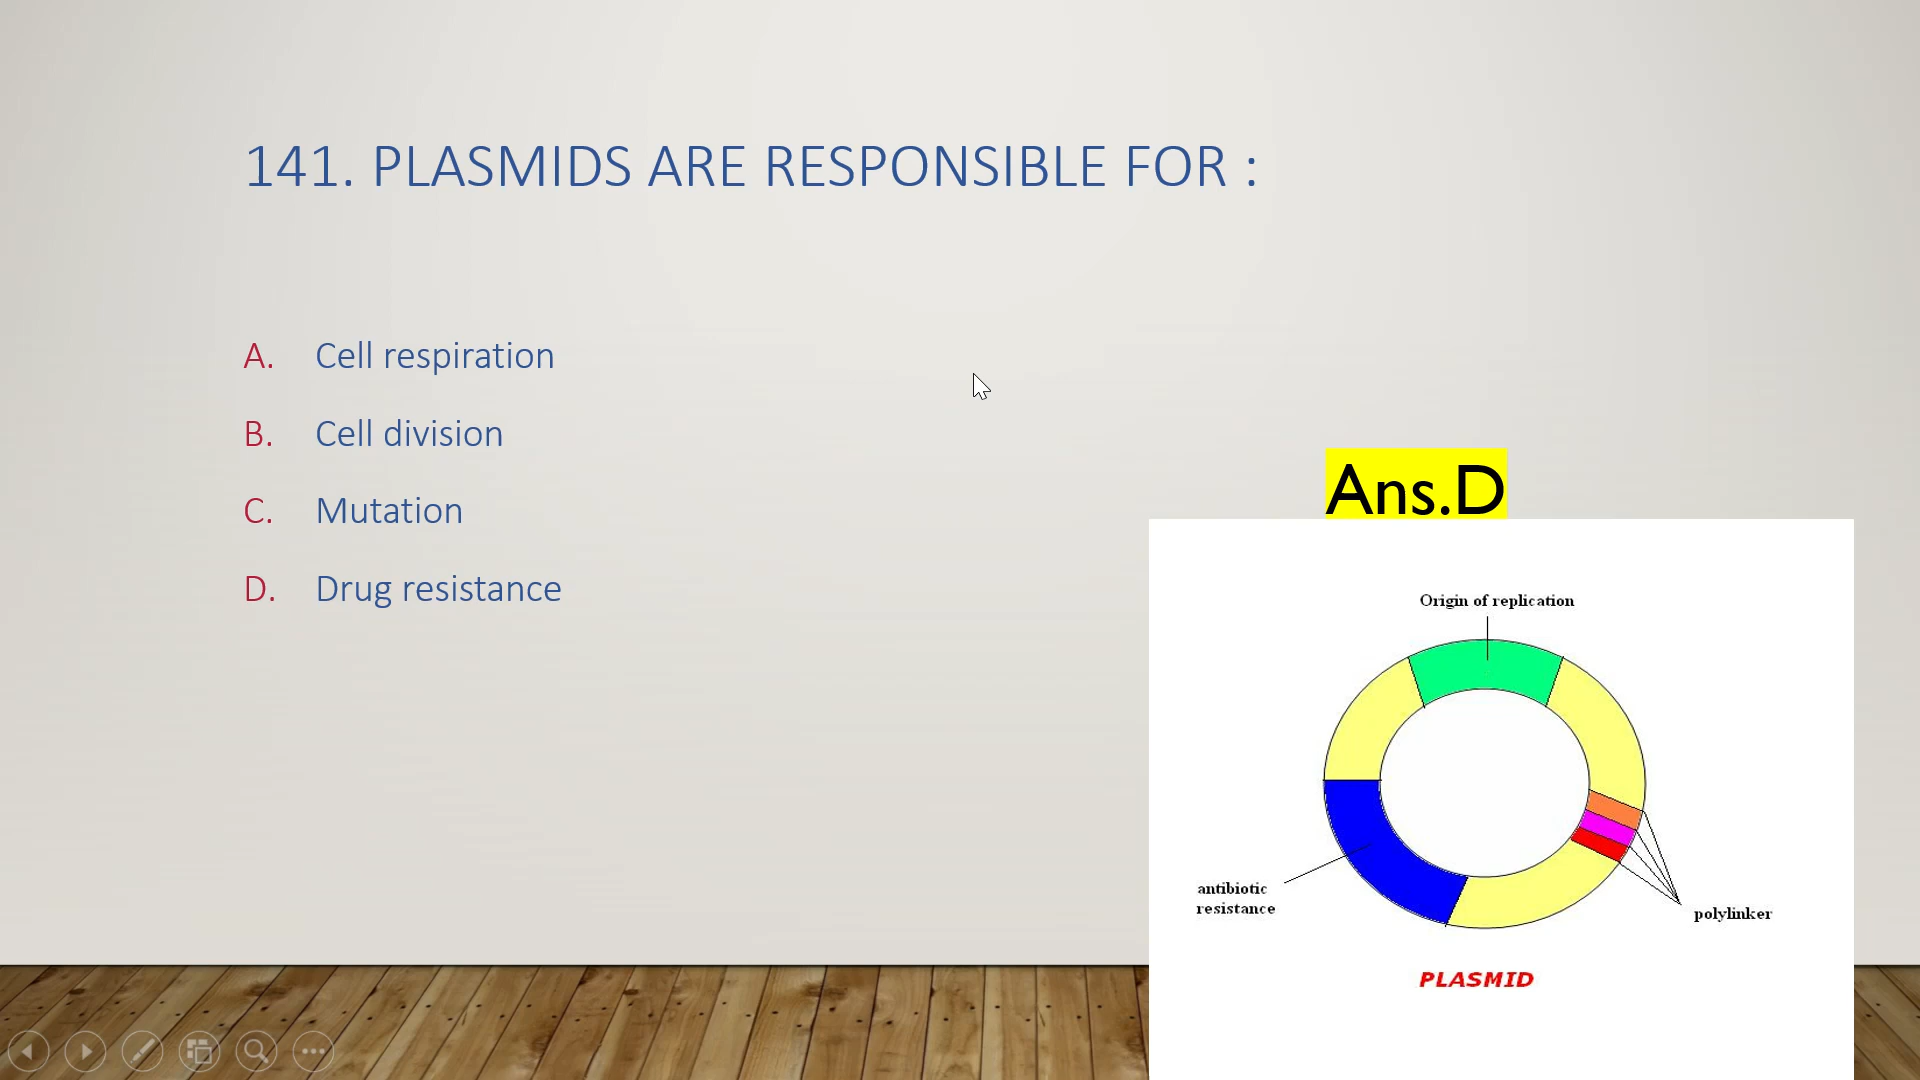 141. PLASMIDS ARE RESPONSIBLE FOR :
A. Cell respiration
B. Cell division
C. Mutation
D. Drug resistance
Ans.D
Origin of replication
antibiotic
resistance
polylinker
PLASMID